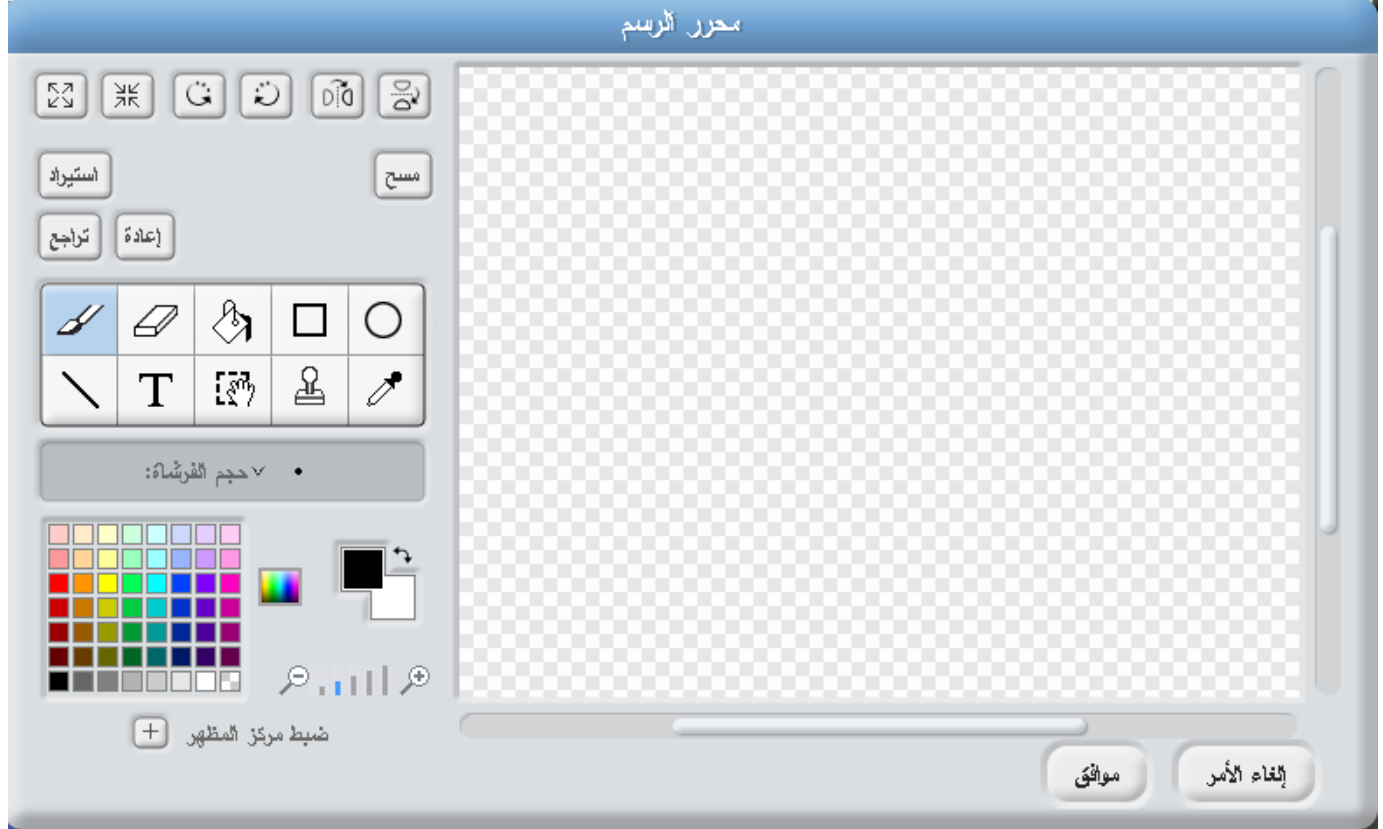 محرر الرسم
استيراد
مسح
تراجع
إعادة
T
حجم الفرشاة:
ضبط مركز المظهر
موافق
إلغاء الأمر